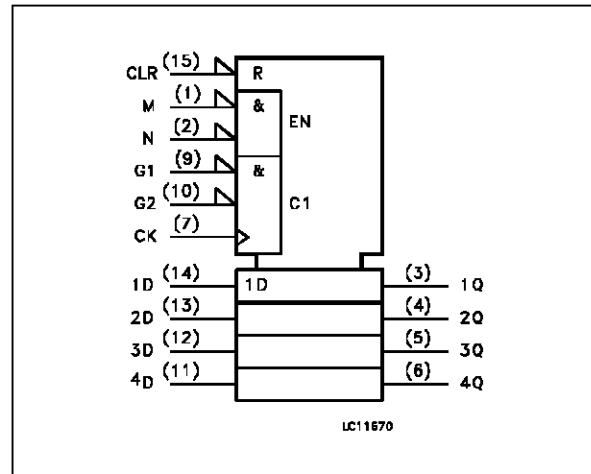 CLR (15) R
M (1) &
EN
N (2)
G1 (9) &
G2 (10) C1
CK (7)
1D (14) 1D (3) 1Q
2D (13) (4) 2Q
3D (12) (5) 3Q
4D (11) (6) 4Q
LC11670